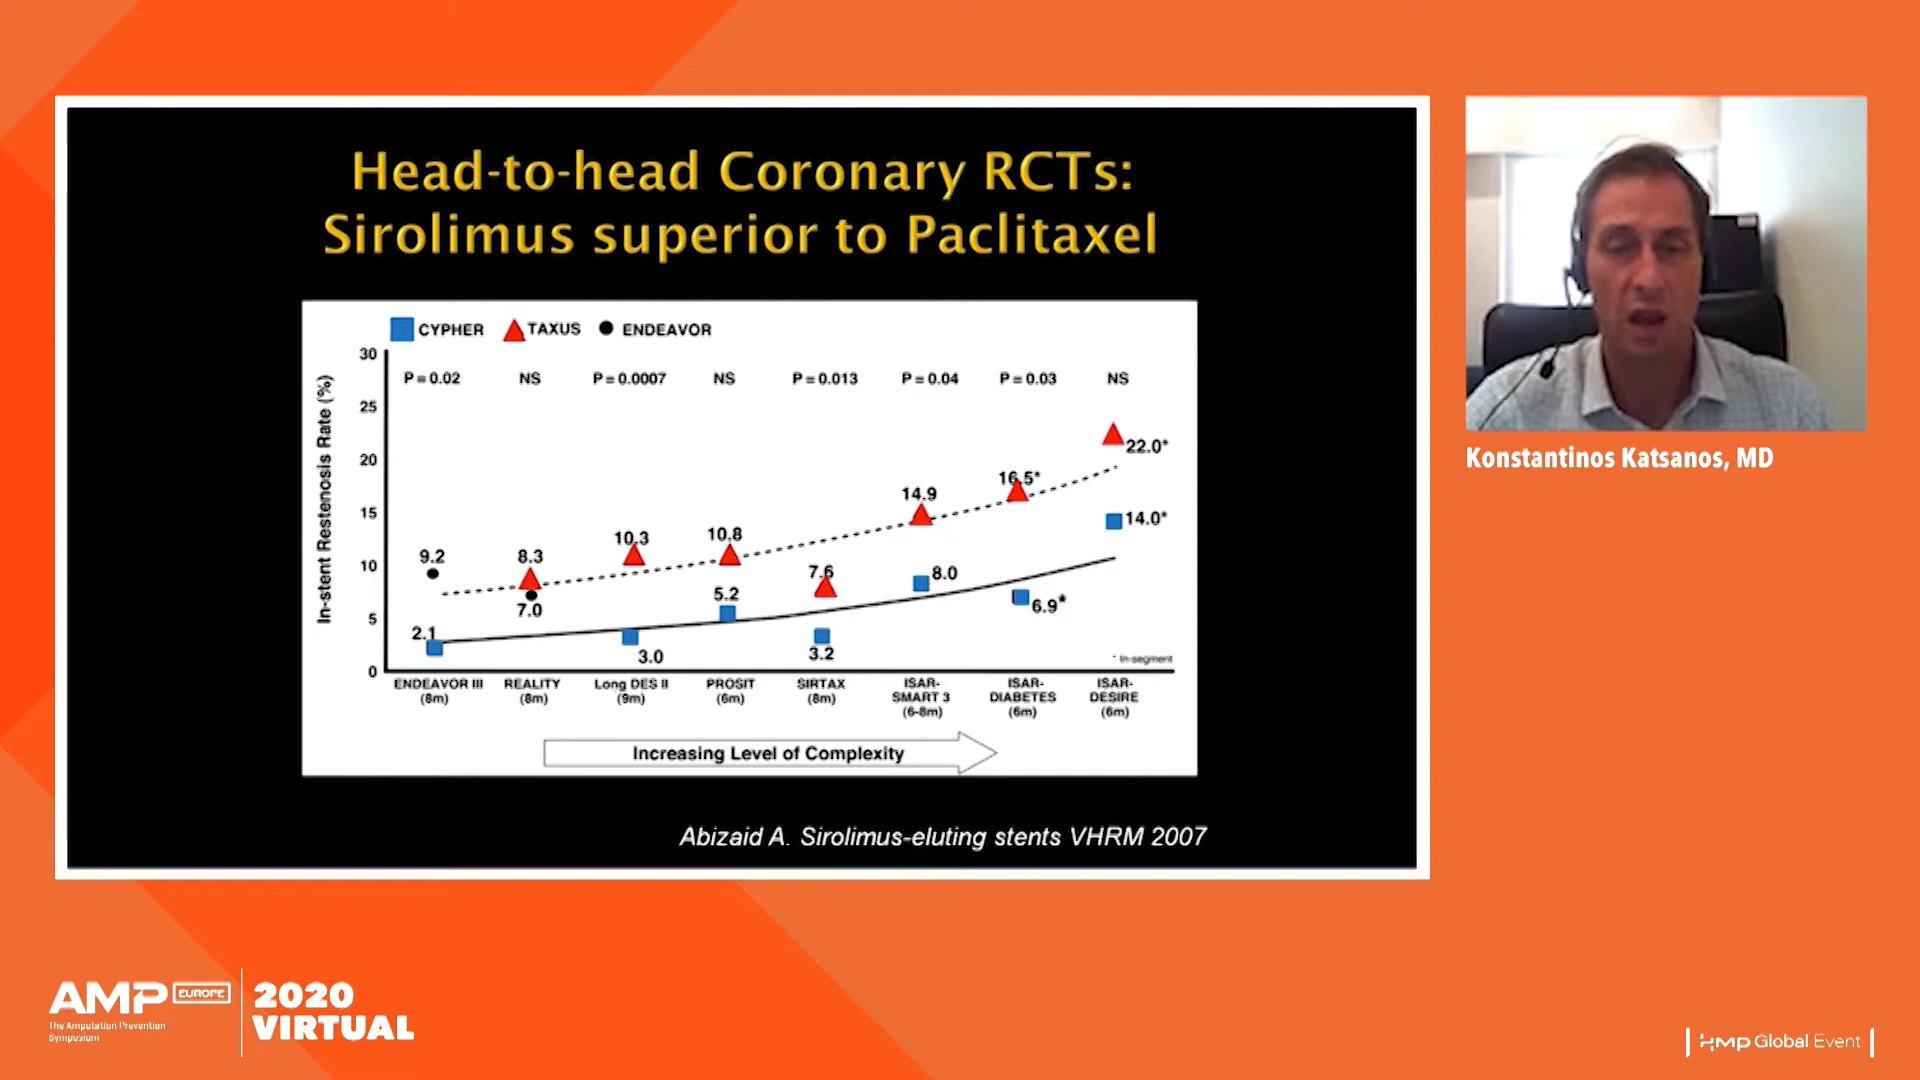 Head-to-head Coronary RCTs:
Sirolimus superior to Paclitaxel
CYPHER TAXUS ENDEAVOR
In-stent Restenosis Rate (%)
30
25
20
15
10
5
0
P = 0.02 NS P = 0.0007 NS P = 0.013 P = 0.04 P = 0.03 NS
9.2
2.1
8.3
7.0
10.3
3.0
10.8
5.2
7.6
3.2
14.9
8.0
16.5*
6.9*
22.0*
14.0*
* In-segment
ENDEAVOR III
(8m)
REALITY
(8m)
Long DES II
(9m)
PROSIT
(6m)
SIRTAX
(8m)
ISAR-
SMART 3
(6-8m)
ISAR-
DIABETES
(6m)
ISAR-
DESIRE
(6m)
Increasing Level of Complexity
Abizaid A. Sirolimus-eluting stents VHRM 2007
Konstantinos Katsanos, MD
AMP EUROPE
The Amputation Prevention
Symposium
2020
VIRTUAL
HMP Global Event